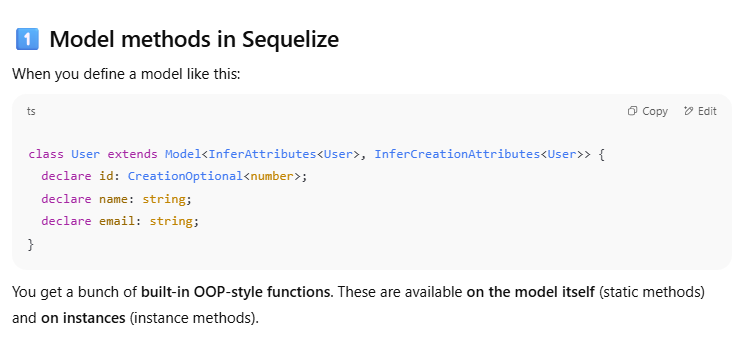 1 Model methods in Sequelize
When you define a model like this:
ts
Copy
Edit
class User extends Model<InferAttributes<User>, InferCreationAttributes<User>> {
  declare id: CreationOptional<number>;
  declare name: string;
  declare email: string;
}
You get a bunch of built-in OOP-style functions. These are available on the model itself (static methods)
and on instances (instance methods).